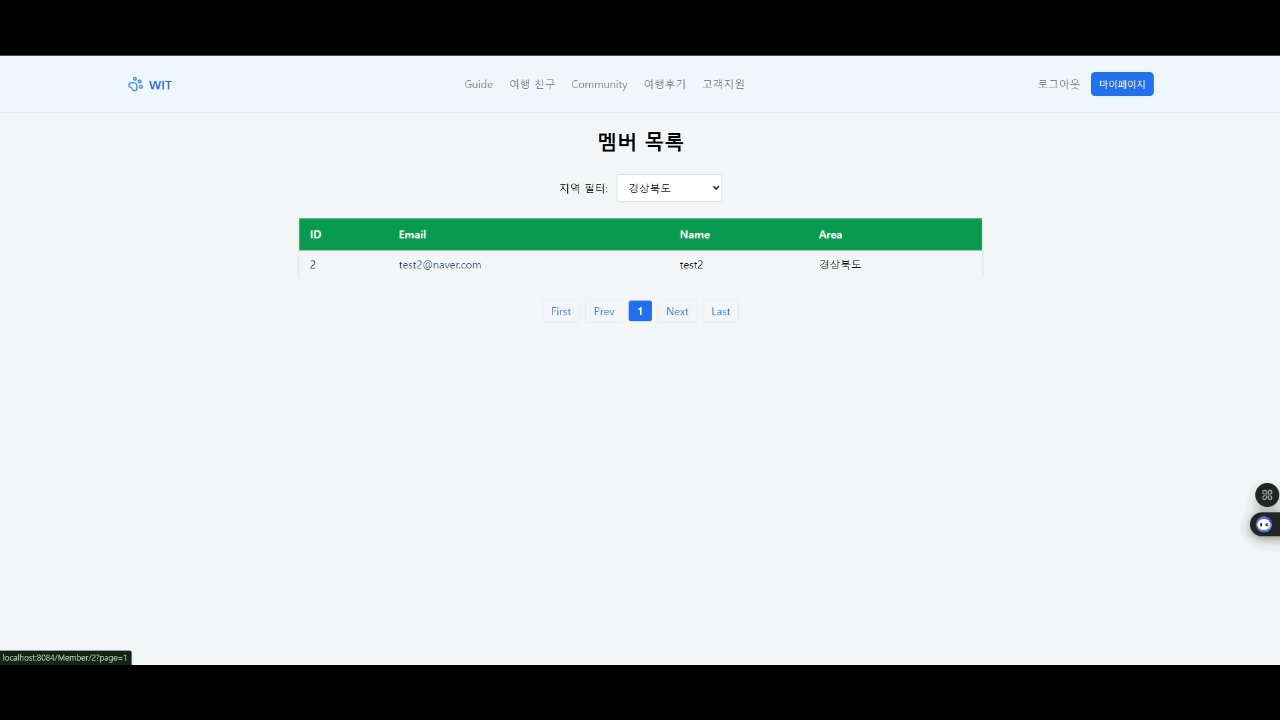 WIT
Guide 여행 친구 Community 여행후기 고객지원
로그아웃 마이페이지
멤버 목록
지역 필터: 경상북도
ID Email Name Area
2 test2@naver.com test2 경상북도
First Prev 1 Next Last
localhost:8084/Member/2?page=1